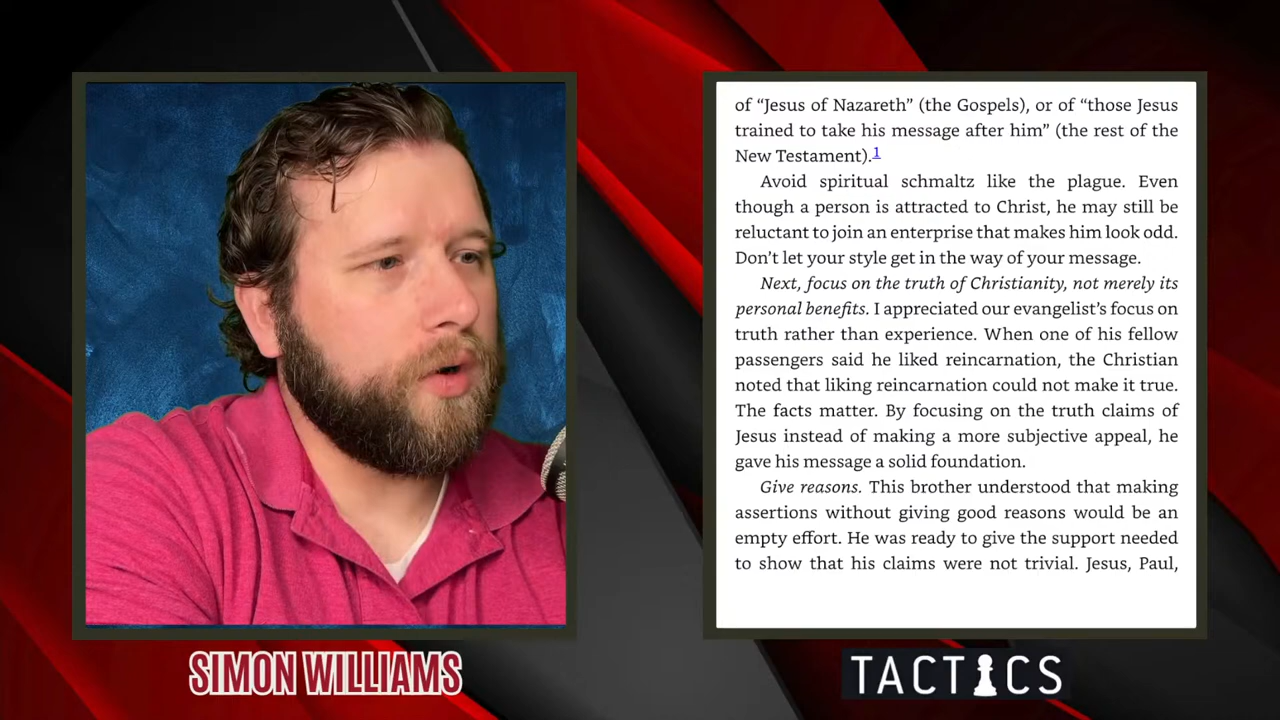 of “Jesus of Nazareth” (the Gospels), or of “those Jesus
trained to take his message after him” (the rest of the
New Testament).1
Avoid spiritual schmaltz like the plague. Even
though a person is attracted to Christ, he may still be
reluctant to join an enterprise that makes him look odd.
Don’t let your style get in the way of your message.
Next, focus on the truth of Christianity, not merely its
personal benefits. I appreciated our evangelist’s focus on
truth rather than experience. When one of his fellow
passengers said he liked reincarnation, the Christian
noted that liking reincarnation could not make it true.
The facts matter. By focusing on the truth claims of
Jesus instead of making a more subjective appeal, he
gave his message a solid foundation.
Give reasons. This brother understood that making
assertions without giving good reasons would be an
empty effort. He was ready to give the support needed
to show that his claims were not trivial. Jesus, Paul,
SIMON WILLIAMS
TACTICS